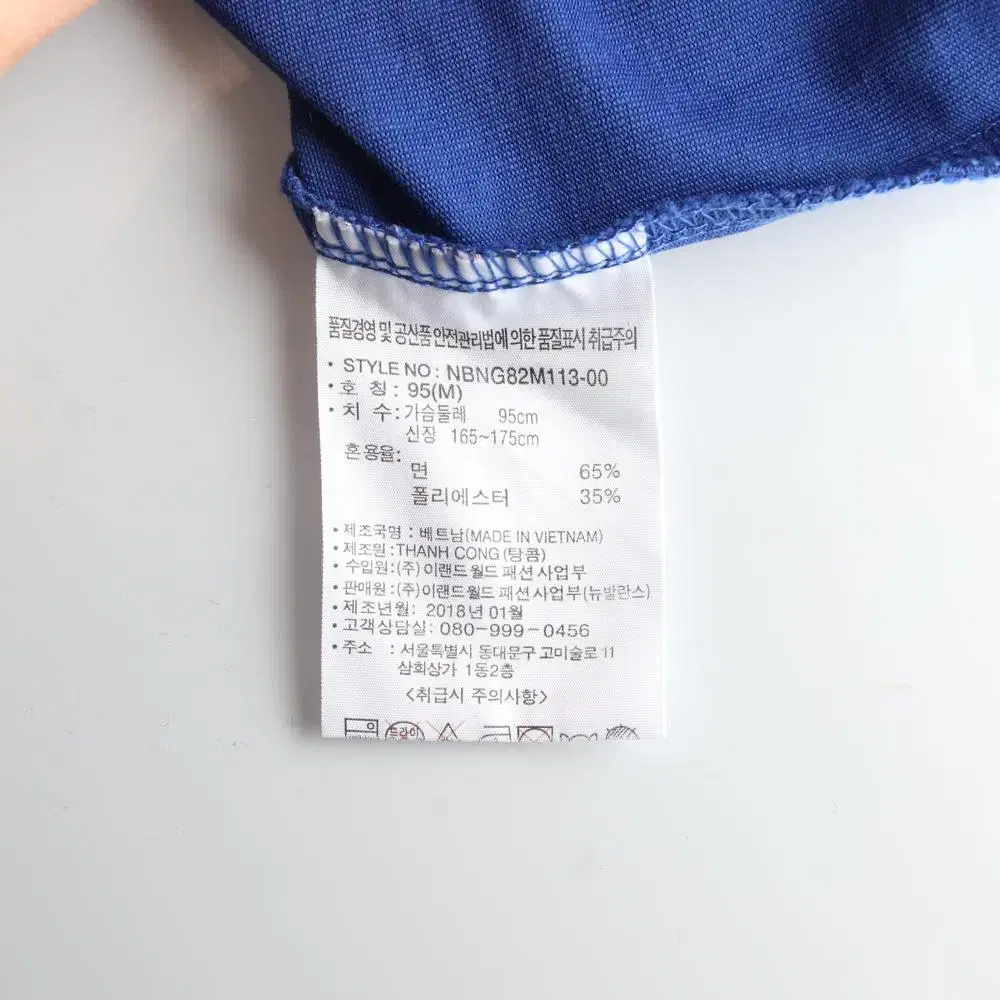 품질경영 및 공산품 안전관리법에 의한 품질표시 취급주의
• STYLE NO : NBNG82M113-00
• 호 칭 : 95(M)
• 치 수 : 가슴둘레 95cm
신장 165~175cm
혼용율:
면 65%
폴리에스터 35%
• 제조국명 : 베트남(MADE IN VIETNAM)
• 제조원 : THANH CONG (탕콤)
• 수입원 : (주)이랜드월드 패션사업부
• 판매원 : (주)이랜드월드 패션사업부(뉴발란스)
• 제조년월 : 2018년 01월
• 고객상담실: 080-999-0456
• 주소 : 서울특별시 동대문구 고미술로 11
삼희상가 1동2층
<취급시 주의사항>
드라이